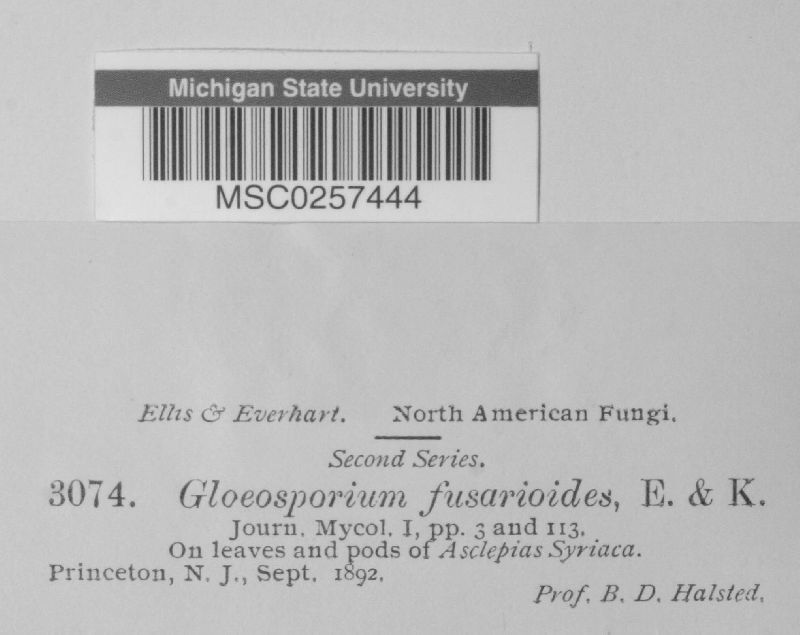 Michigan State University
MSC0257444
Ellis & Everhart. North American Fungi.
Second Series.
3074. Gloeosporium fusarioides, E. & K.
Journ. Mycol. I, pp. 3 and 113.
On leaves and pods of Asclepias Syriaca.
Princeton, N. J., Sept. 1892.
Prof. B. D. Halsted.